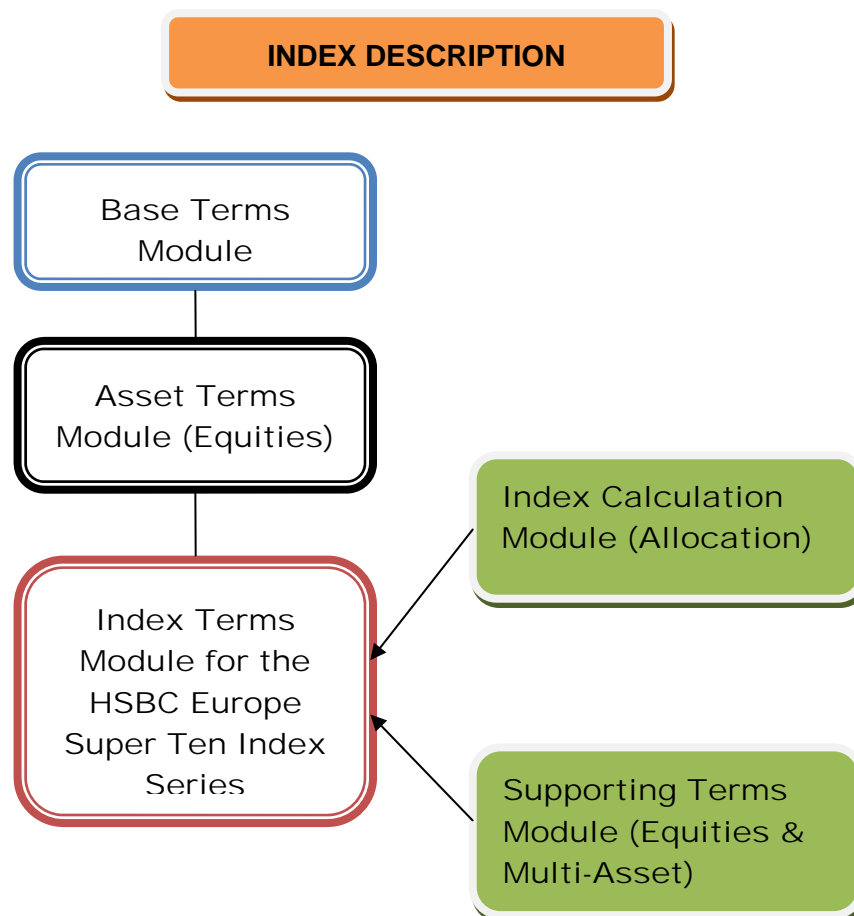 INDEX DESCRIPTION
Base Terms
Module
Asset Terms
Module (Equities)
Index Terms
Module for the
HSBC Europe
Super Ten Index
Series
Index Calculation
Module (Allocation)
Supporting Terms
Module (Equities &
Multi-Asset)